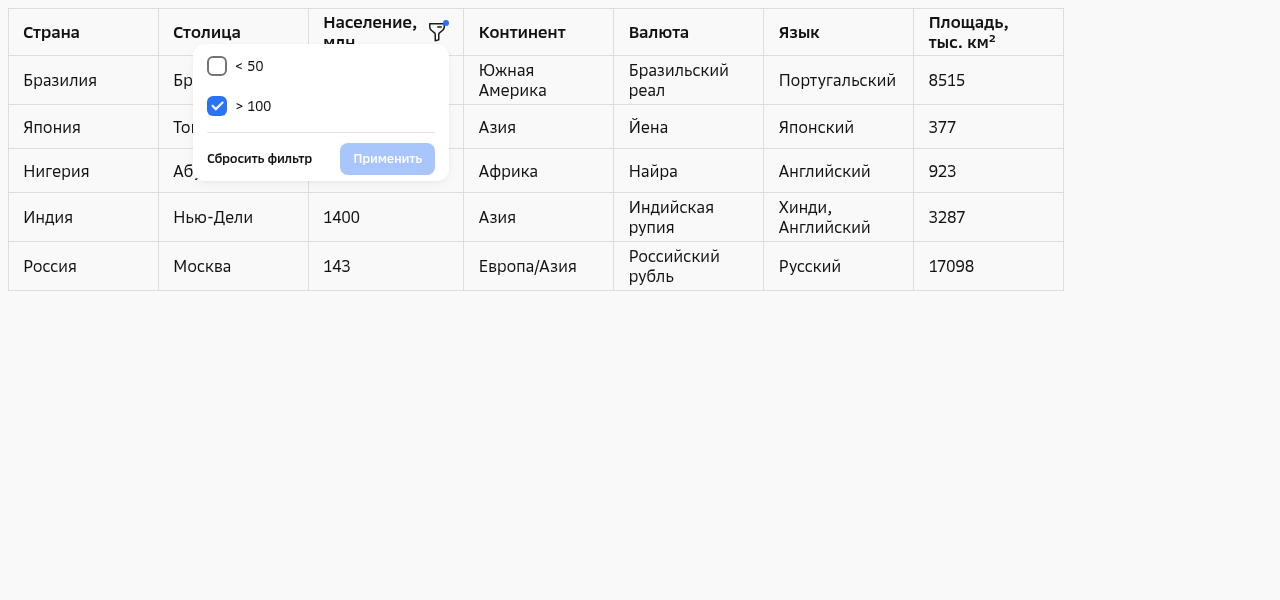 Страна
Столица
Население,
млн
Континент
Валюта
Язык
Площадь,
тыс. км²
< 50
> 100
Сбросить фильтр
Применить
Бразилия
Южная
Америка
Бразильский
реал
Португальский
8515
Япония
Азия
Йена
Японский
377
Нигерия
Африка
Найра
Английский
923
Индия
Нью-Дели
1400
Азия
Индийская
рупия
Хинди,
Английский
3287
Россия
Москва
143
Европа/Азия
Российский
рубль
Русский
17098